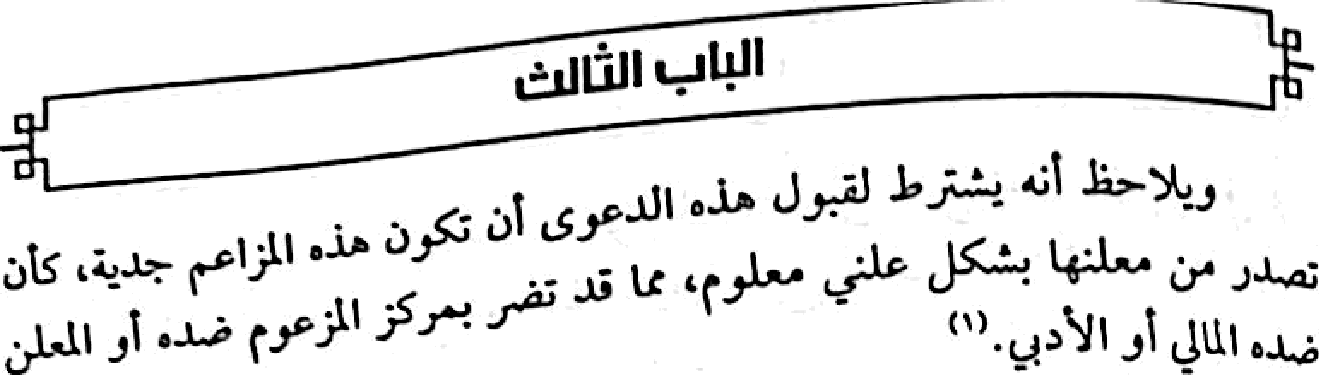 الباب الثالث
ويلاحظ أنه يشترط لقبول هذه الدعوى أن تكون هذه المزاعم جدية، كأن
تصدر من معلنها بشكل علني معلوم، مما قد تضر بمركز المزعوم ضده أو المعلن
ضده المالي أو الأدبي.(١)